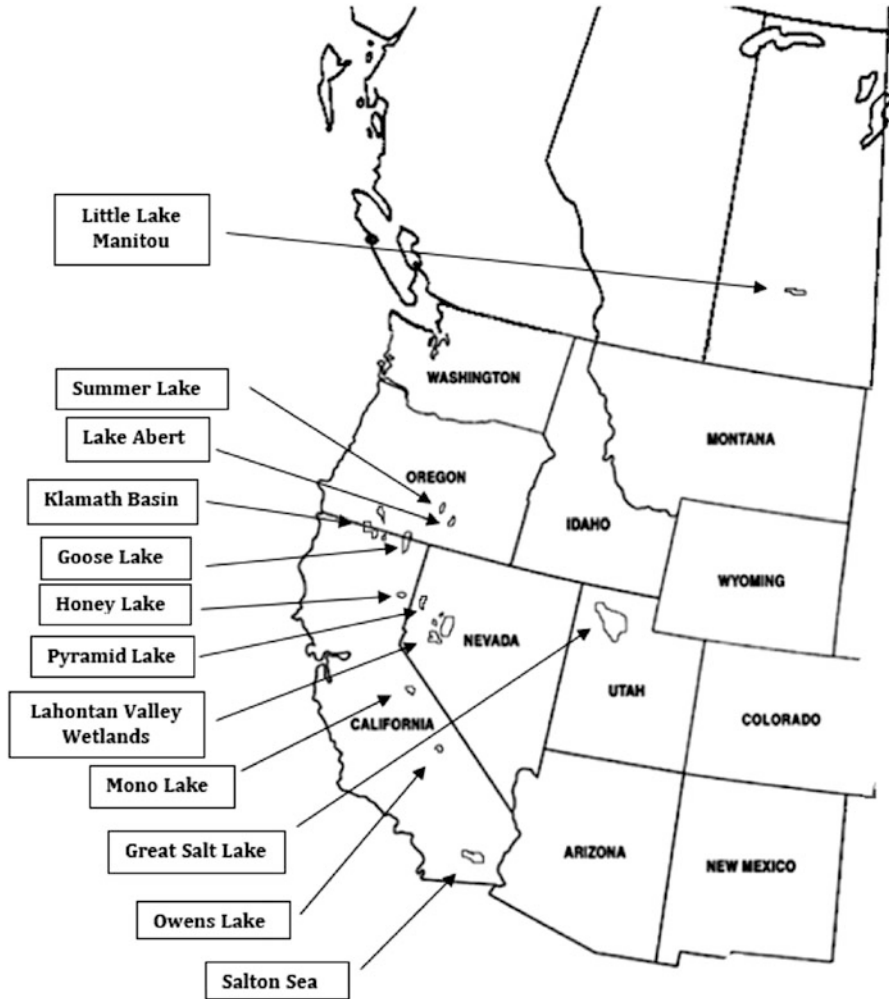 Little Lake
Manitou
WASHINGTON
Summer Lake
MONTANA
Lake Abert
OREGON
Klamath Basin
IDAHO
Goose Lake
WYOMING
Honey Lake
Pyramid Lake
NEVADA
UTAH
Lahontan Valley
Wetlands
CALIFORNIA
COLORADO
Mono Lake
Great Salt Lake
ARIZONA
NEW MEXICO
Owens Lake
Salton Sea